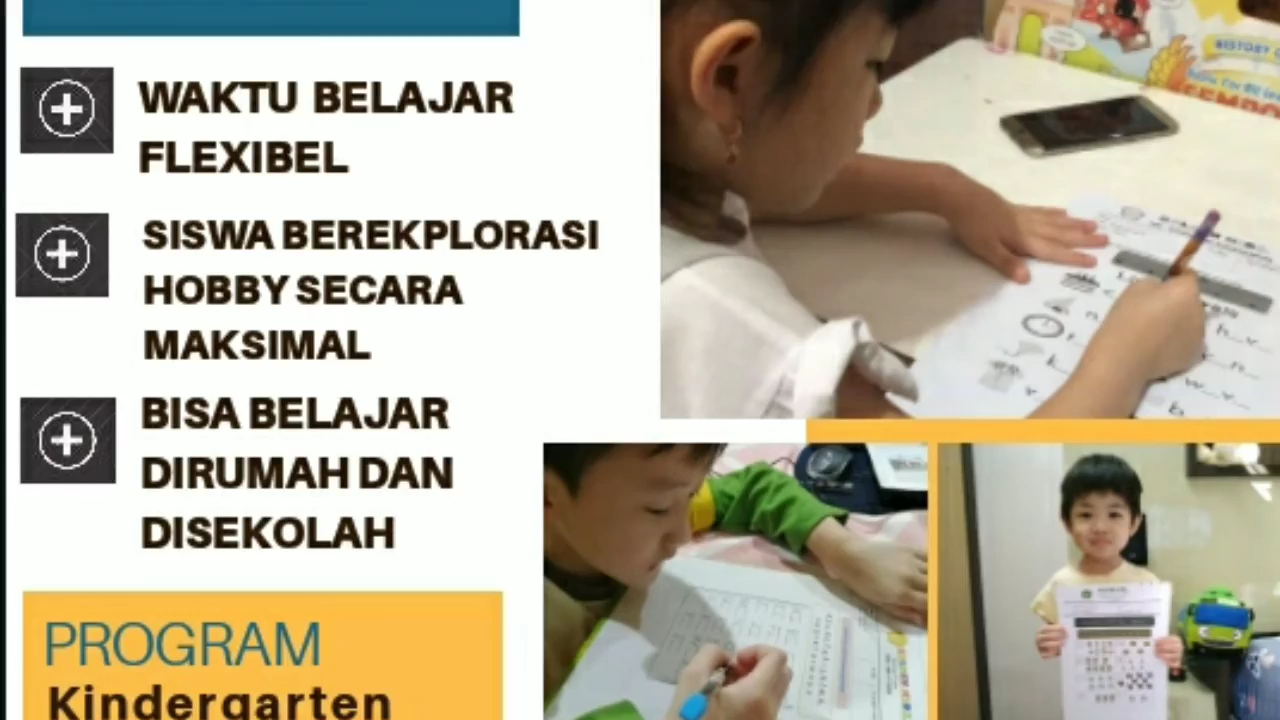 WAKTU BELAJAR
FLEXIBEL
SISWA BEREKPLORASI
HOBBY SECARA
MAKSIMAL
BISA BELAJAR
DIRUMAH DAN
DISEKOLAH
PROGRAM
Kindergarten